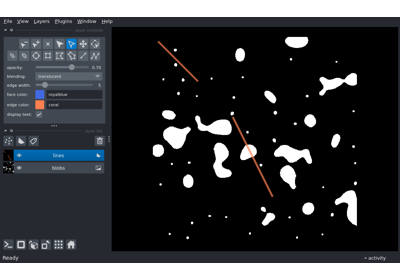 File View Layers Plugins Window Help
opacity: 0.70
blending: translucent
edge width: 5
face color: royalblue
edge color: coral
display text:
lines
blobs
Ready
activity